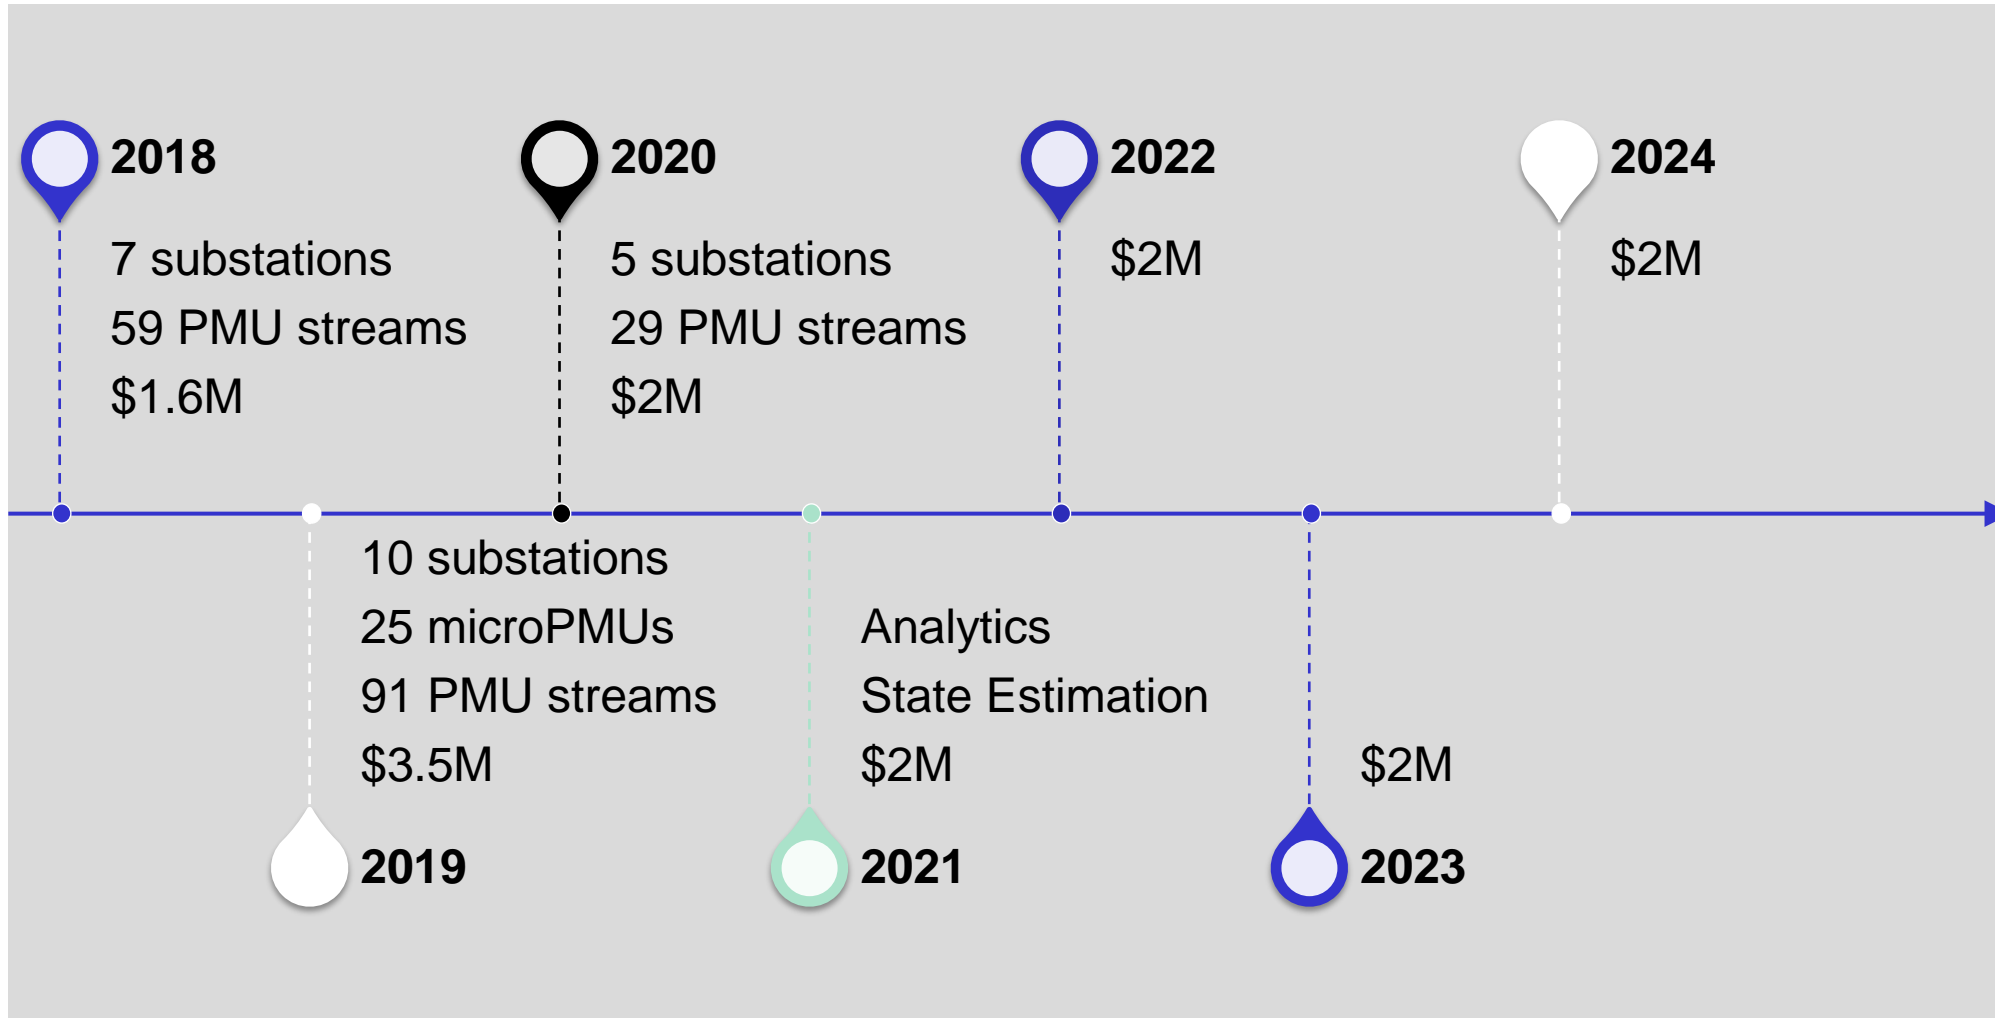 2018
7 substations
59 PMU streams
$1.6M
2020
5 substations
29 PMU streams
$2M
2022
$2M
2024
$2M
10 substations
25 microPMUs
91 PMU streams
$3.5M
2019
Analytics
State Estimation
$2M
2021
$2M
2023